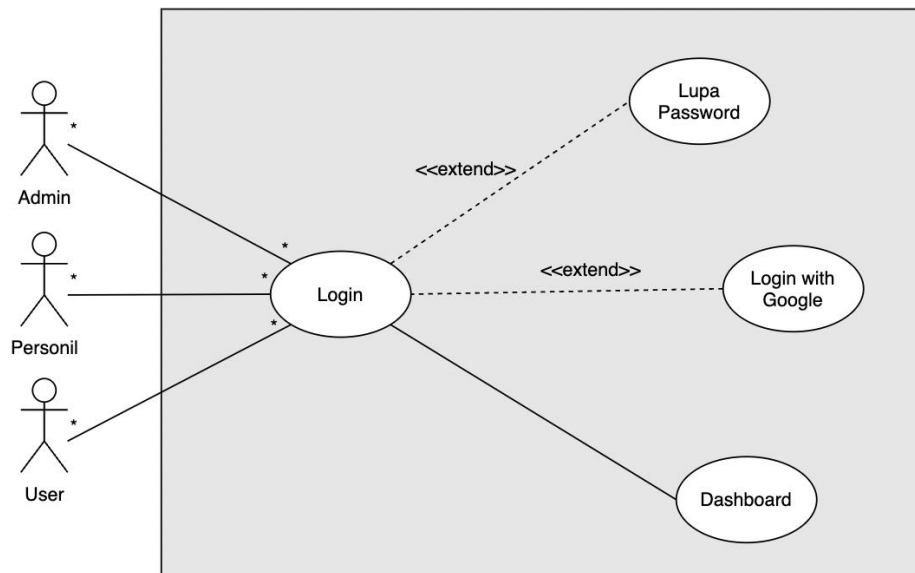 Lupa
Password
<<extend>>
*
Admin
*
*
*
Login
<<extend>>
Login with
Google
Personil
*
*
User
Dashboard